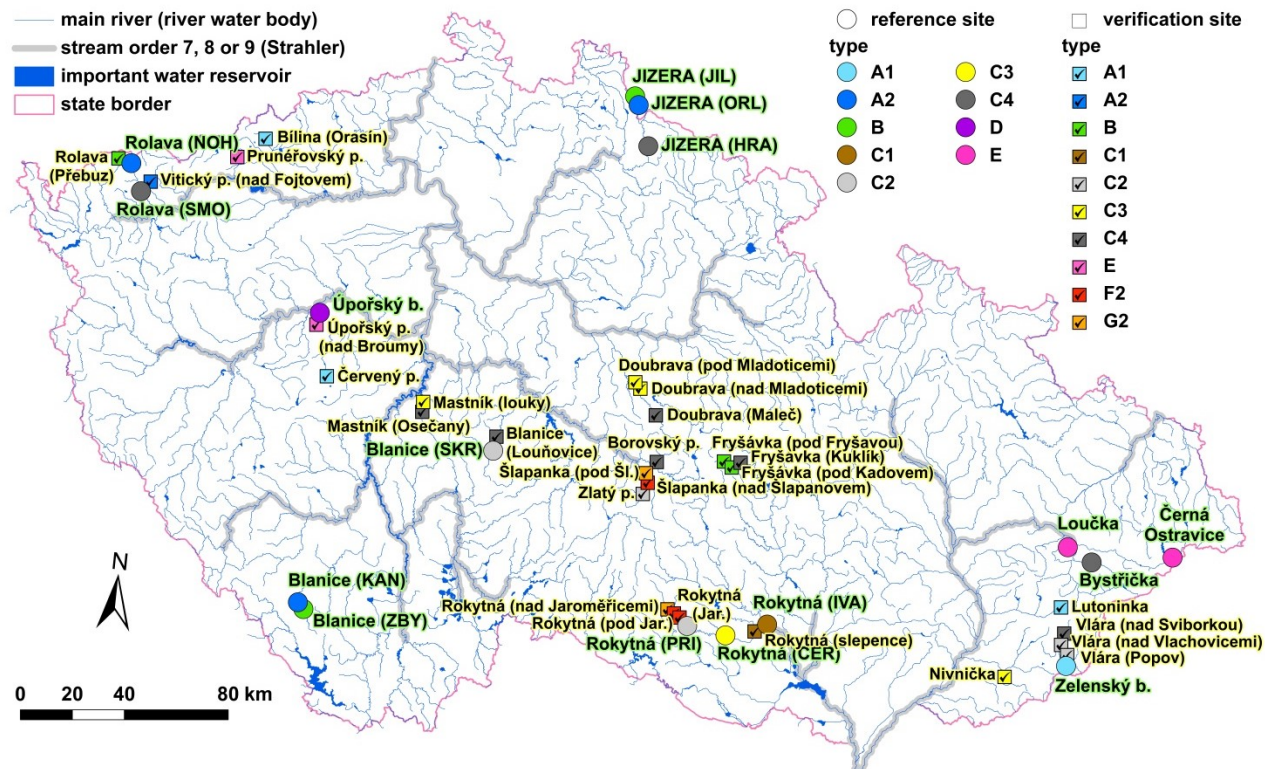 main river (river water body)
stream order 7, 8 or 9 (Strahler)
important water reservoir
state border
reference site
type
A1
A2
B
C1
C2
C3
C4
D
E
verification site
type
A1
A2
B
C1
C2
C3
C4
E
F2
G2
JIZERA (JIL)
JIZERA (ORL)
JIZERA (HRA)
Bílina (Orasín)
Rolava (NOH)
Prunéřovský p.
Rolava
(Přebuz)
Vitický p. (nad Fojtovem)
Rolava (SMO)
Úpořský b.
Úpořský p.
(nad Broumy)
Červený p.
Doubrava (pod Mladoticemi)
Doubrava (nad Mladoticemi)
Mastník (louky)
Mastník (Osečany)
Doubrava (Maleč)
Blanice
(Louňovice)
Blanice (SKR)
Borovský p.
Fryšávka (pod Fryšavou)
Fryšávka (Kuklík)
Fryšávka (pod Kadovem)
Šlapanka (pod Šl.)
Šlapanka (nad Šlapanovem)
Zlatý p.
Loučka
Černá
Ostravice
Bystřička
N
Blanice (KAN)
Blanice (ZBY)
Rokytná (nad Jaroměřicemi)
Rokytná
(Jar.)
Rokytná (pod Jar.)
Rokytná (IVA)
Rokytná (PRI)
Rokytná (slepence)
Rokytná (CER)
Lutoninka
Vlára (nad Sviborkou)
Vlára (nad Vlachovicemi)
Vlára (Popov)
Nivnička
Zelenský b.
0 20 40 80 km